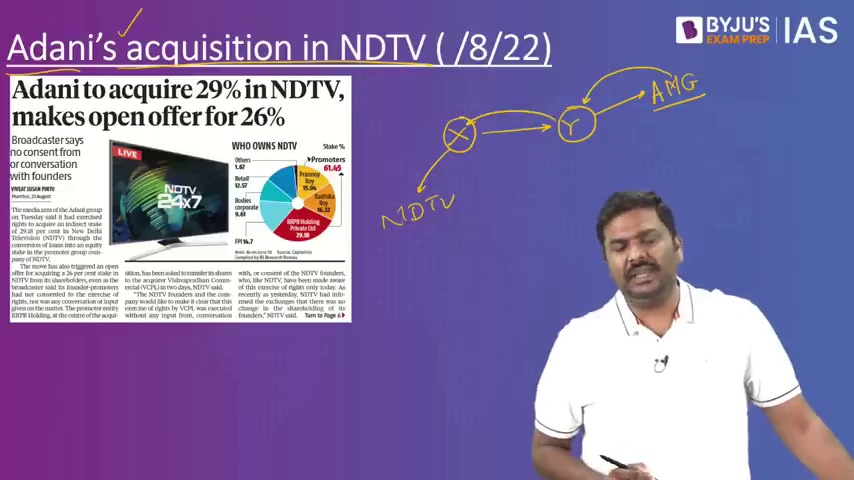 BYJU'S
EXAM PREP
IAS
Adani's acquisition in NDTV ( /8/22)
Adani to acquire 29% in NDTV,
makes open offer for 26%
Broadcaster says
no consent from
or conversation
with founders
VIVEAT SUSAN PINTO
Mumbai, 23 August
The media arm of the Adani group
on Tuesday said it had exercised
rights to acquire an indirect stake
of 29.18 per cent in New Delhi
Television (NDTV) through the
conversion of loans into an equity
stake in the promoter group com-
pany of NDTV.
The move has also triggered an open
offer for acquiring a 26 per cent stake in
NDTV from its shareholders, even as the
broadcaster said its founder-promoters
had not consented to the exercise of
rights, nor was any conversation or input
given on the matter. The promoter entity
RRPR Holding, at the centre of the acqui-
LIVE
NDTV
24x7
WHO OWNS NDTV
Stake %
Promoters
61.45
Others
1.67
Retail
12.57
Bodies
corporate
9.61
FPI 14.7
Prannoy
Roy
15.94
Radhika
Roy
16.32
RRPR Holding
Private Ltd
29.18
Note: As on June 30 Source: Capitaline
Compiled by BS Research Bureau
sition, has been asked to transfer its shares
to the acquirer Vishvapradhan Comm-
ercial (VCPL) in two days, NDTV said.
"The NDTV founders and the com-
pany would like to make it clear that this
exercise of rights by VCPL was executed
without any input from, conversation
with, or consent of the NDTV founders,
who, like NDTV, have been made aware
of this exercise of rights only today. As
recently as yesterday, NDTV had infor-
med the exchanges that there was no
change in the shareholding of its
founders," NDTV said. Turn to Page 6
X
Y
AMG
NDTV